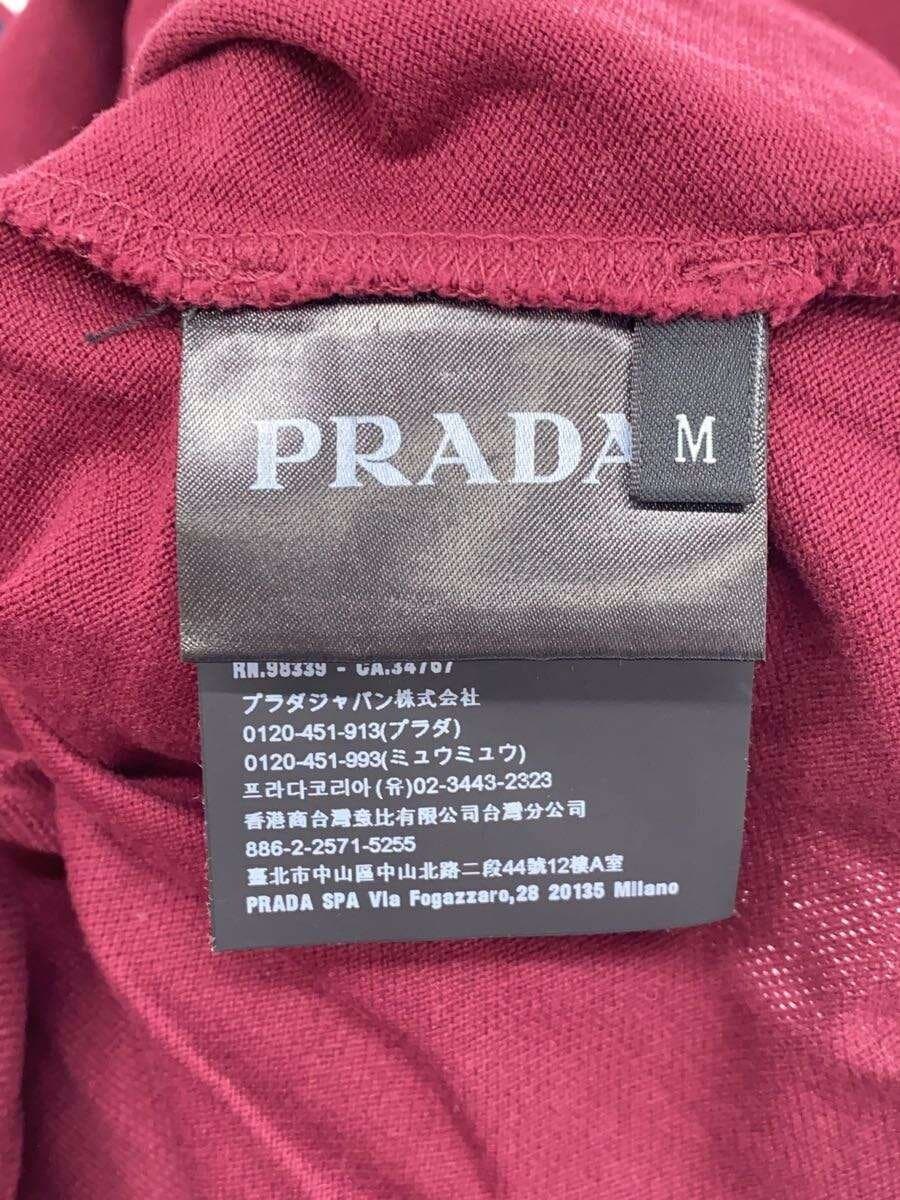 PRADA
M
RN.98339 - CA.34767
プラダジャパン株式会社
0120-451-913(プラダ)
0120-451-993(ミュウミュウ)
프라다코리아(유)02-3443-2323
香港商台灣意比有限公司台灣分公司
886-2-2571-5255
臺北市中山區中山北路二段44號12樓A室
PRADA SPA Via Fogazzaro,28 20135 Milano